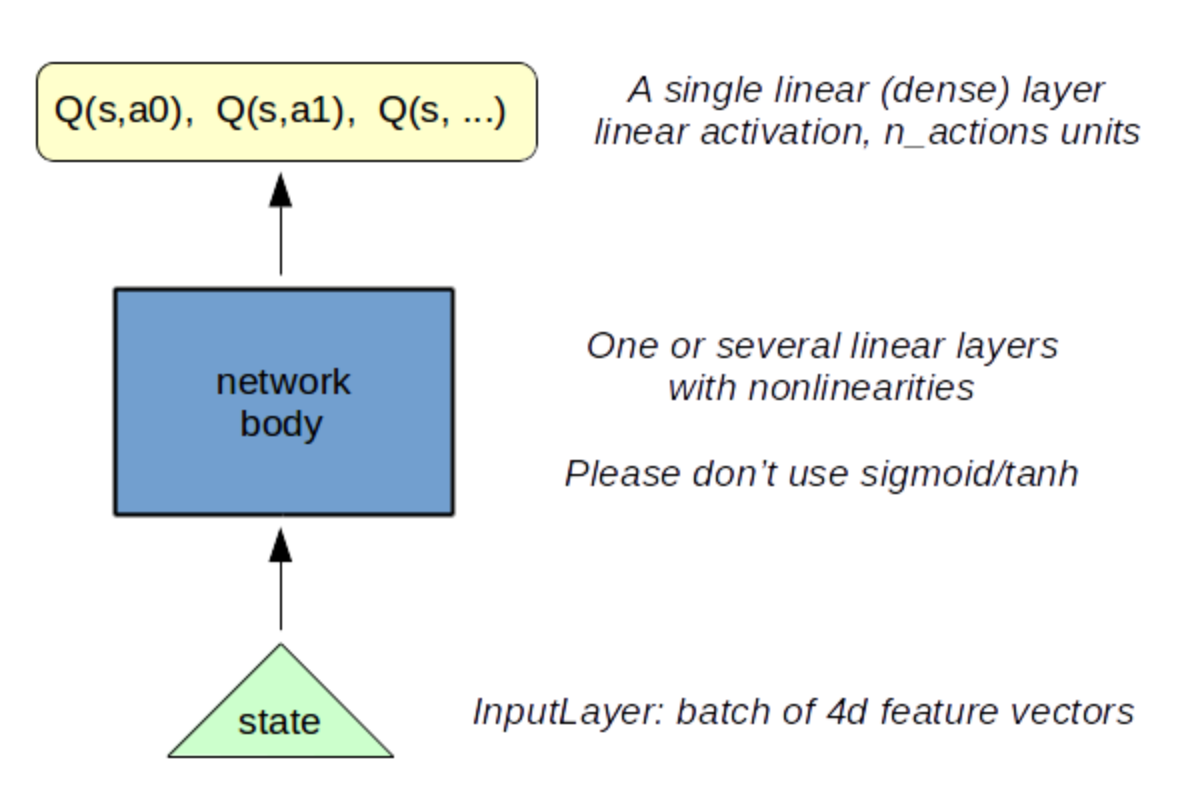 Q(s,a0), Q(s,a1), Q(s, ...)
A single linear (dense) layer
linear activation, n_actions units
network
body
One or several linear layers
with nonlinearities
Please don’t use sigmoid/tanh
state
InputLayer: batch of 4d feature vectors